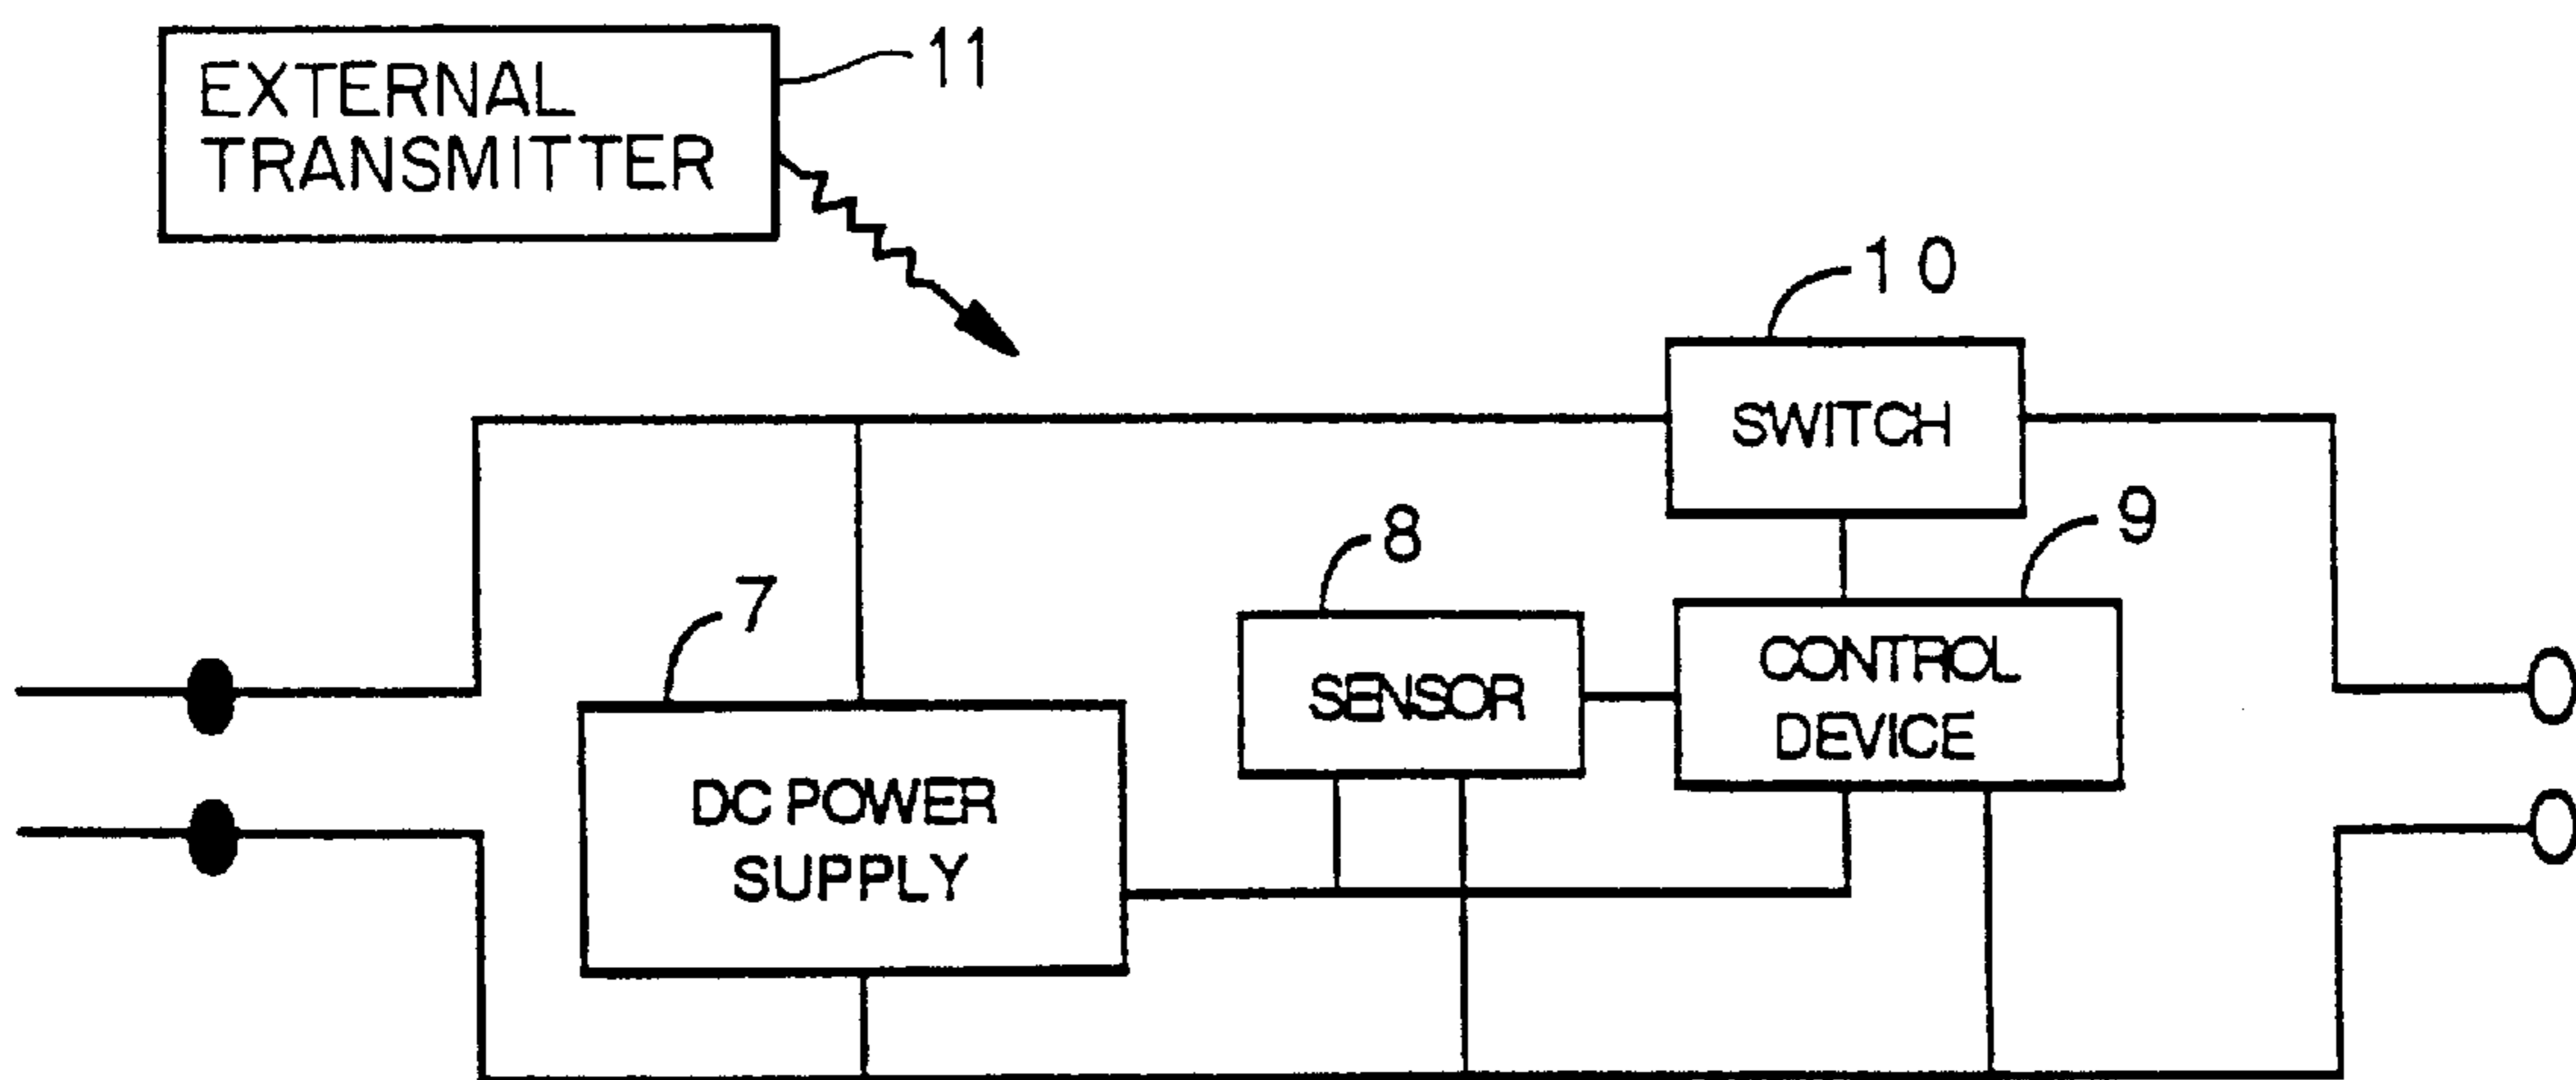 EXTERNAL
TRANSMITTER
11
10
SWITCH
9
8
7
SENSOR
CONTROL
DEVICE
DC POWER
SUPPLY